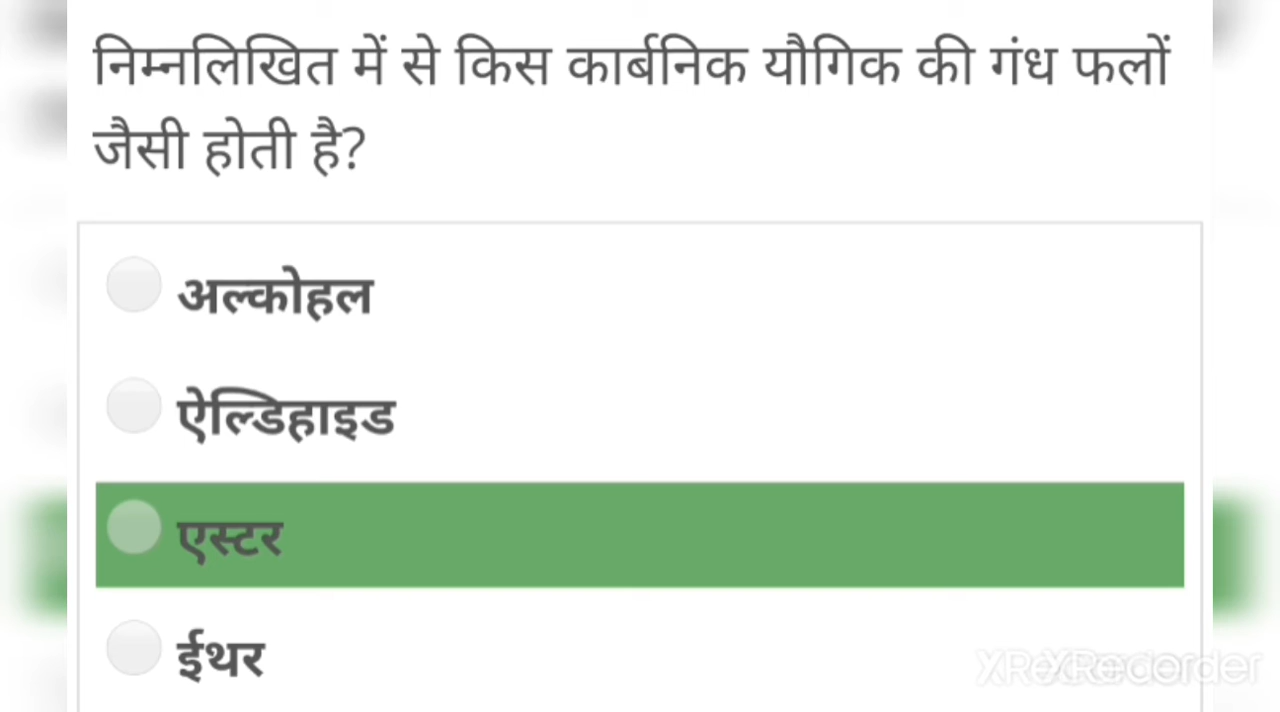 निम्नलिखित में से किस कार्बनिक यौगिक की गंध फलों
जैसी होती है?
अल्कोहल
ऐल्डिहाइड
एस्टर
ईथर
XRecorder